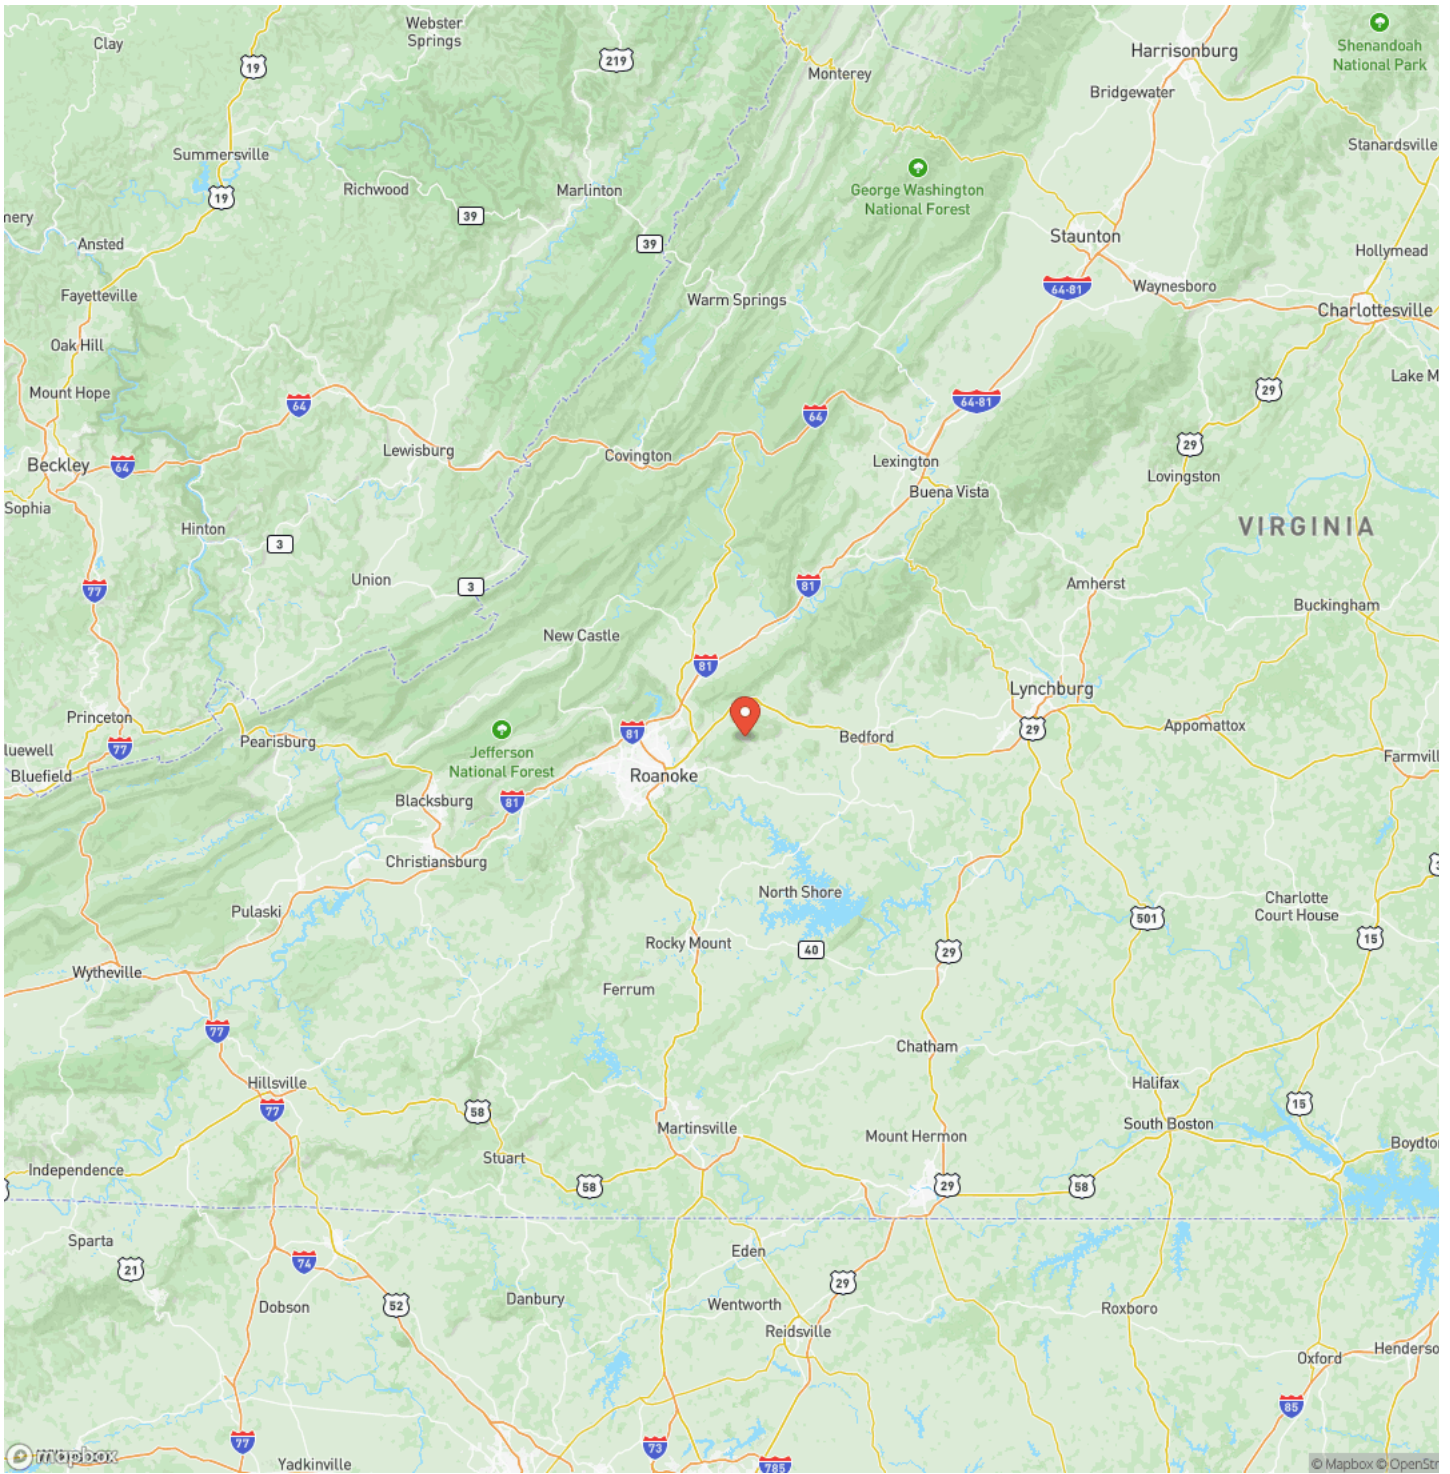 Clay
Webster
Springs
19
219
Monterey
Harrisonburg
Bridgewater
Shenandoah
National Park
Stanardsville
Summersville
19
Richwood
Marlinton
39
39
George Washington
National Forest
nery
Ansted
Staunton
Hollymead
Fayetteville
Warm Springs
64-81
Waynesboro
Charlottesville
Oak Hill
Mount Hope
64
64
64-81
29
Lake M
Beckley
64
Lewisburg
Covington
Lexington
29
Sophia
Buena Vista
Lovingston
Hinton
3
VIRGINIA
77
Union
3
81
Amherst
Buckingham
New Castle
81
Lynchburg
Princeton
Pearisburg
Jefferson
National Forest
81
Bedford
29
Appomattox
luewell
77
Bluefield
Roanoke
Farmvill
Blacksburg
81
Christiansburg
North Shore
Charlotte
Court House
Pulaski
501
Rocky Mount
40
29
15
Wytheville
Ferrum
77
Chatham
Hillsville
77
58
Halifax
15
Martinsville
Mount Hermon
South Boston
Boydto
Independence
Stuart
58
29
58
Sparta
21
74
Eden
29
Dobson
52
Danbury
Wentworth
Roxboro
Reidsville
Oxford
Henderso
85
77
73
785
Yadkinville
mapbox
© Mapbox © OpenStr